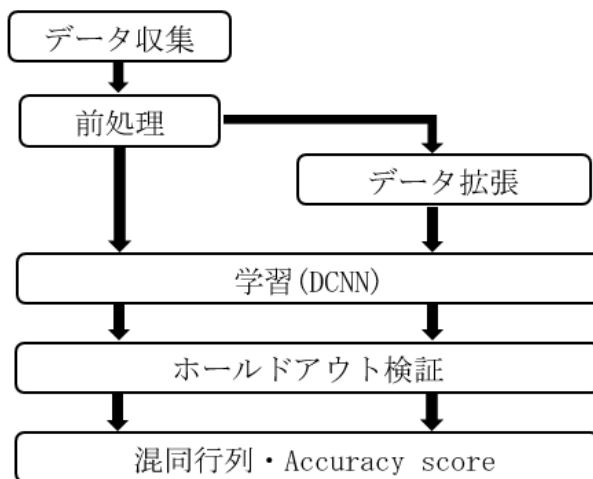 データ収集
前処理
データ拡張
学習(DCNN)
ホールドアウト検証
混同行列・Accuracy score